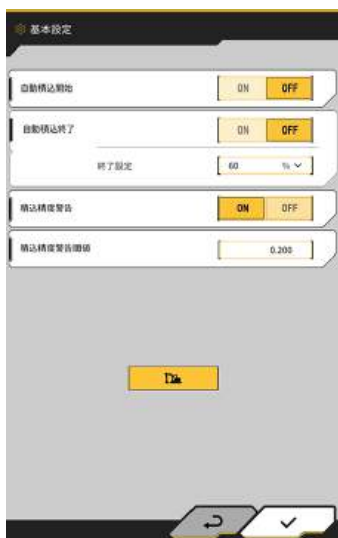 基本設定
自動積込開始 ON OFF
自動積込終了 ON OFF
終了設定 60 %
積込精度警告 ON OFF
積込精度警告閾値 0.200